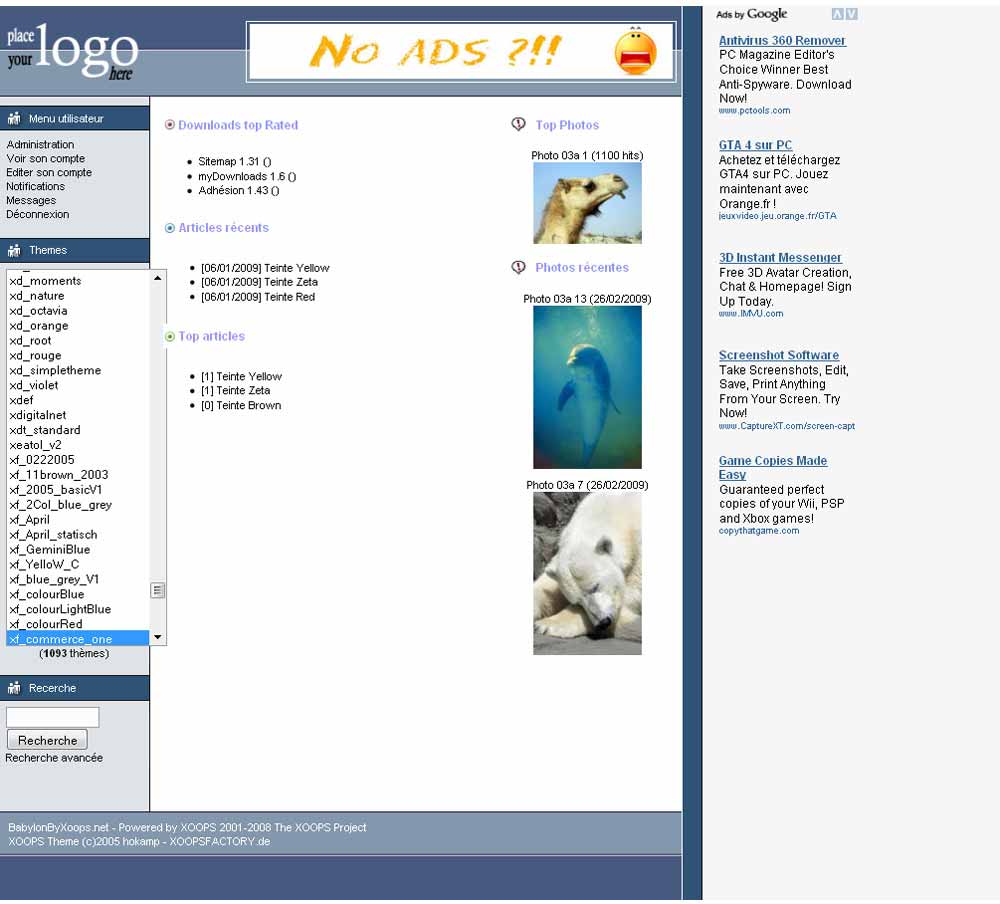 place
your logo
here
No ADS ?!!
Menu utilisateur
Administration
Voir son compte
Editer son compte
Notifications
Messages
Déconnexion
Themes
xd_moments
xd_nature
xd_octavia
xd_orange
xd_root
xd_rouge
xd_simpletheme
xd_violet
xdef
xdigitalnet
xdt_standard
xeatol_v2
xf_0222005
xf_11brown_2003
xf_2005_basicV1
xf_2Col_blue_grey
xf_April
xf_April_statisch
xf_GeminiBlue
xf_YelloW_C
xf_blue_grey_V1
xf_colourBlue
xf_colourLightBlue
xf_colourRed
xf_commerce_one
(1093 thèmes)
Recerche
Recherche
Recherche avancée
Downloads top Rated
Sitemap 1.31 ()
myDownloads 1.6 ()
Adhésion 1.43 ()
Articles récents
[06/01/2009] Teinte Yellow
[06/01/2009] Teinte Zeta
[06/01/2009] Teinte Red
Top articles
[1] Teinte Yellow
[1] Teinte Zeta
[0] Teinte Brown
Top Photos
Photo 03a 1 (1100 hits)
Photos récentes
Photo 03a 13 (26/02/2009)
Photo 03a 7 (26/02/2009)
Ads by Google
Antivirus 360 Remover
PC Magazine Editor's
Choice Winner Best
Anti-Spyware. Download
Now!
www.pctools.com
GTA 4 sur PC
Achetez et téléchargez
GTA4 sur PC. Jouez
maintenant avec
Orange.fr !
jeuxvideo.jeu.orange.fr/GTA
3D Instant Messenger
Free 3D Avatar Creation,
Chat & Homepage! Sign
Up Today.
www.IMVU.com
Screenshot Software
Take Screenshots, Edit,
Save, Print Anything
From Your Screen. Try
Now!
www.CaptureXT.com/screen-capt
Game Copies Made
Easy
Guaranteed perfect
copies of your Wii, PSP
and Xbox games!
copythatgame.com
BabylonByXoops.net - Powered by XOOPS 2001-2008 The XOOPS Project
XOOPS Theme (c)2005 hokamp - XOOPSFACTORY.de